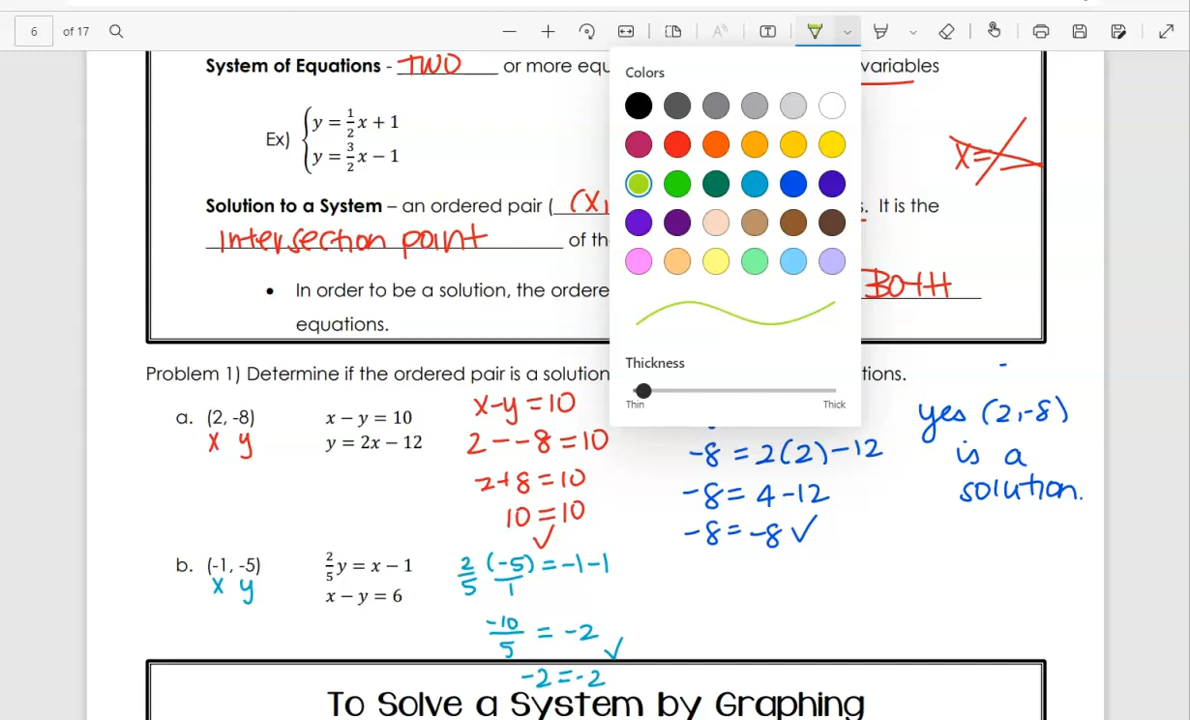 6 of 17
Colors
System of Equations - TWO or more equ variables
Ex) {y = 1/2 x + 1
y = 3/2 x − 1
x=
Solution to a System – an ordered pair ( (x, s. It is the
Intersection point of th
• In order to be a solution, the ordere BOTH
equations.
Thickness
Thin Thick
Problem 1) Determine if the ordered pair is a solution tions.
a. (2, -8) x − y = 10 x-y=10
x y y = 2x − 12 2--8=10 -8=2(2)-12 yes (2,-8)
2+8=10 -8=4-12 is a
10=10 -8=-8 ✓ solution.
✓
b. (-1, -5) 2/5 y = x − 1 2/5 (-5)/1 =-1-1
x y x − y = 6
-10/5 = -2 ✓
-2=-2
To Solve a System by Graphing